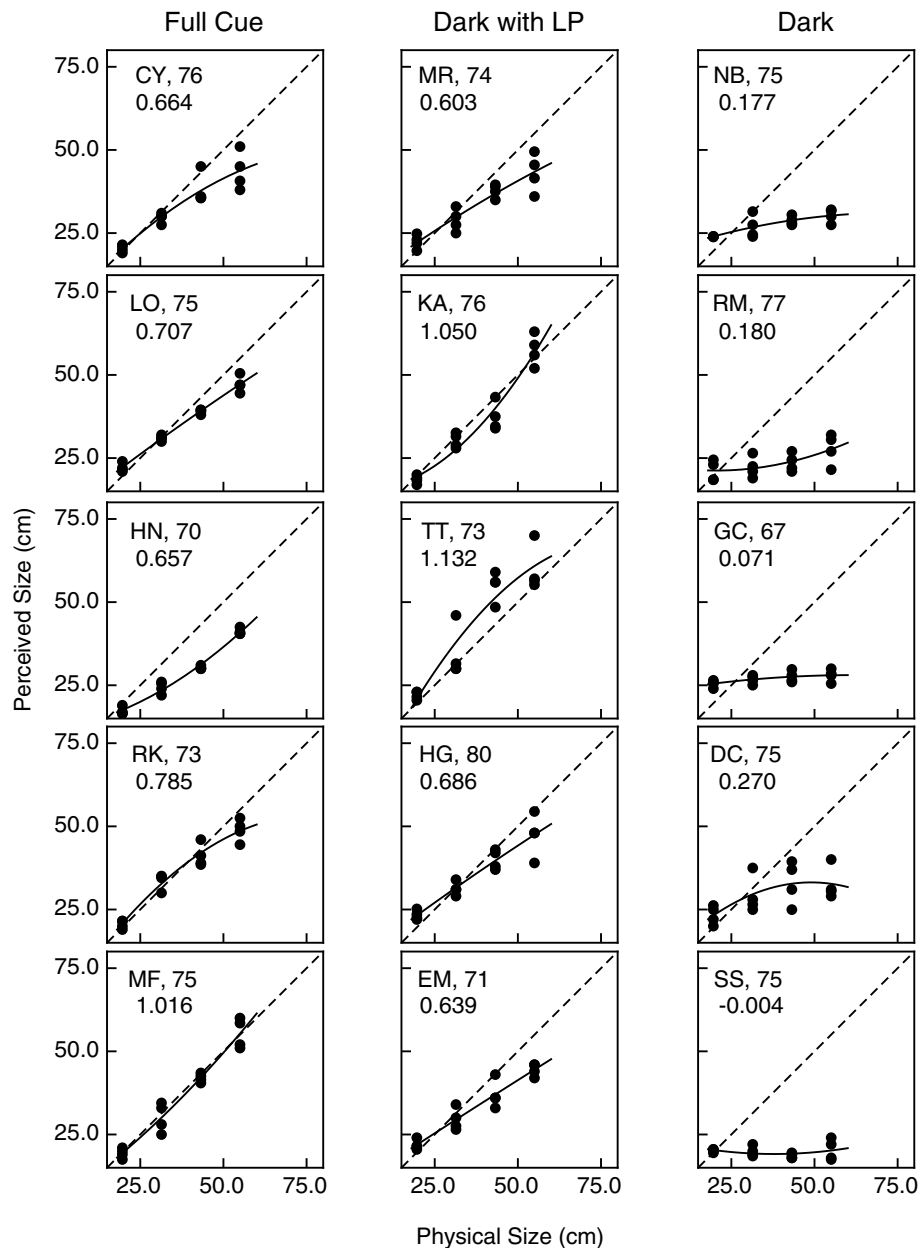 Full Cue
Dark with LP
Dark
Perceived Size (cm)
75.0
50.0
25.0
CY, 76
0.664
MR, 74
0.603
NB, 75
0.177
75.0
50.0
25.0
LO, 75
0.707
KA, 76
1.050
RM, 77
0.180
75.0
50.0
25.0
HN, 70
0.657
TT, 73
1.132
GC, 67
0.071
75.0
50.0
25.0
RK, 73
0.785
HG, 80
0.686
DC, 75
0.270
75.0
50.0
25.0
MF, 75
1.016
EM, 71
0.639
SS, 75
-0.004
25.0 50.0 75.0
25.0 50.0 75.0
25.0 50.0 75.0
Physical Size (cm)